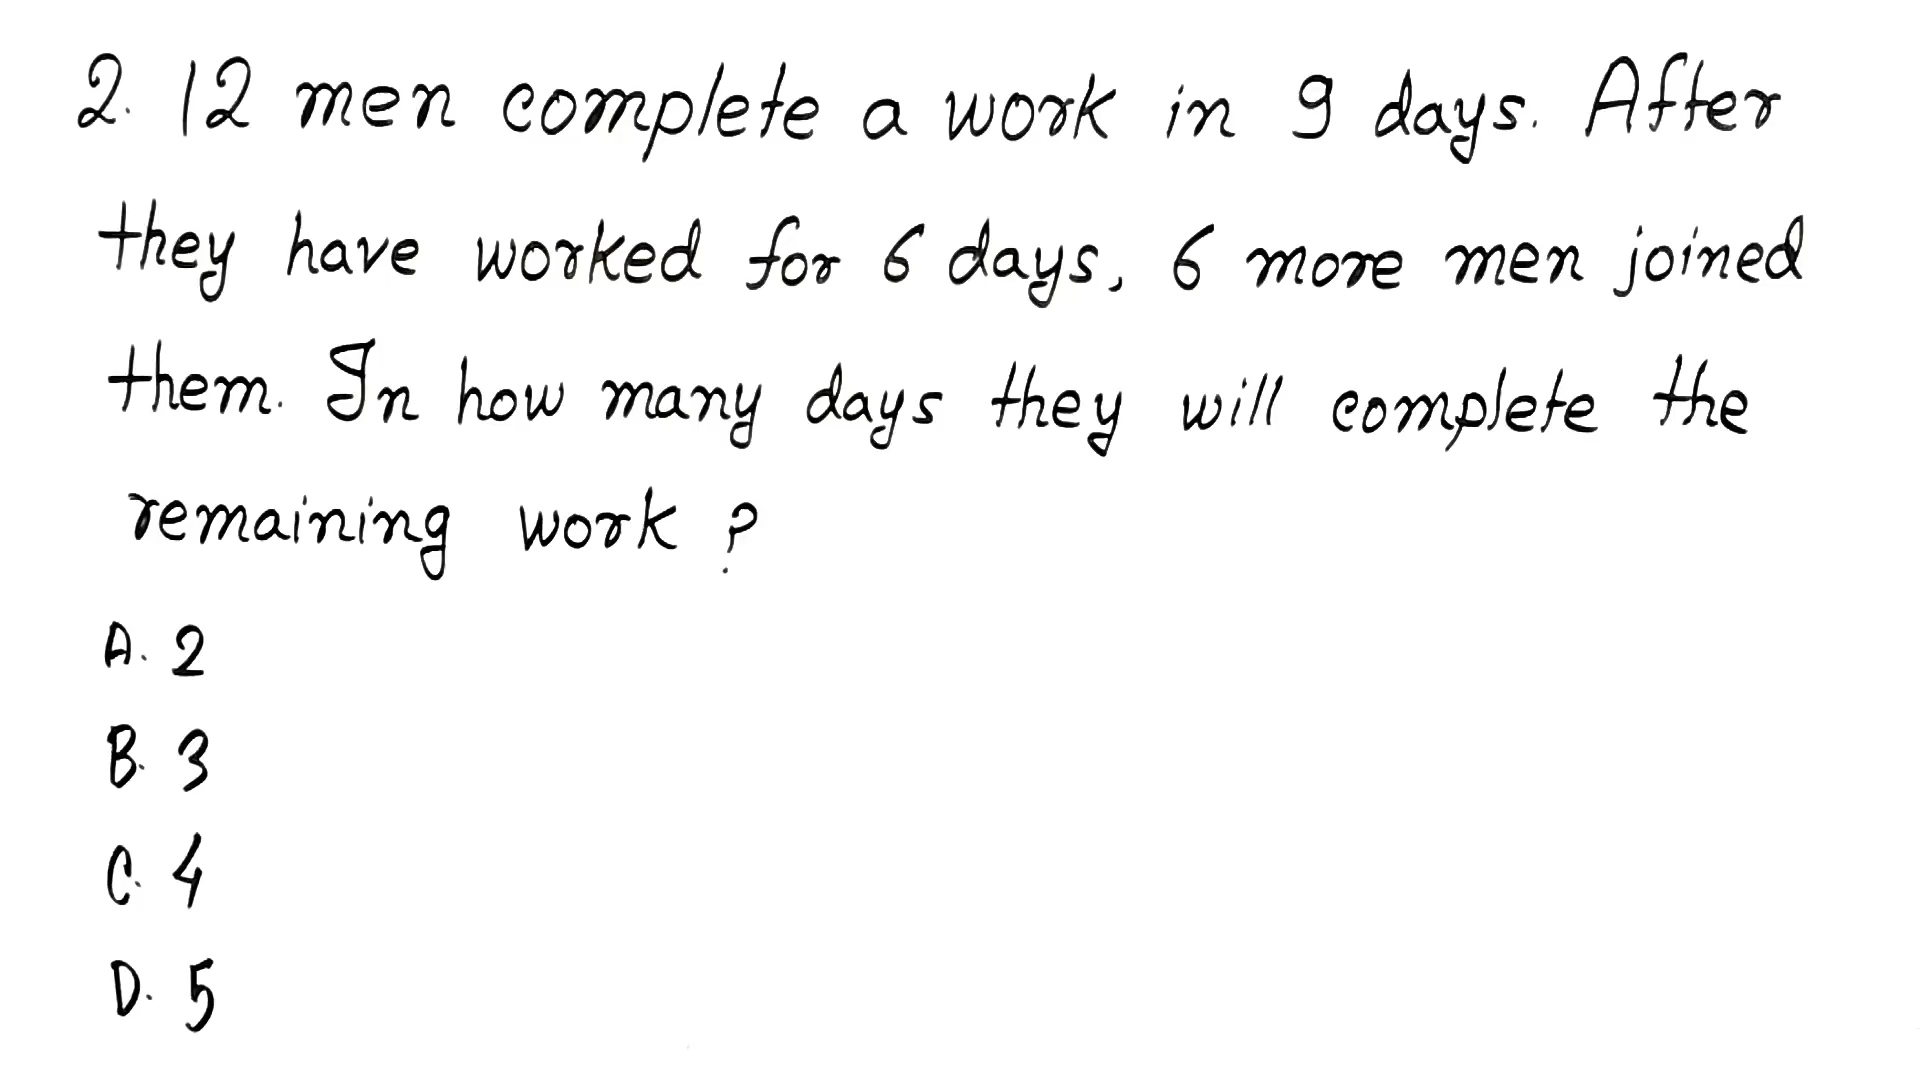 2. 12 men complete a work in 9 days. After
they have worked for 6 days, 6 more men joined
them. In how many days they will complete the
remaining work ?
A. 2
B. 3
C. 4
D. 5